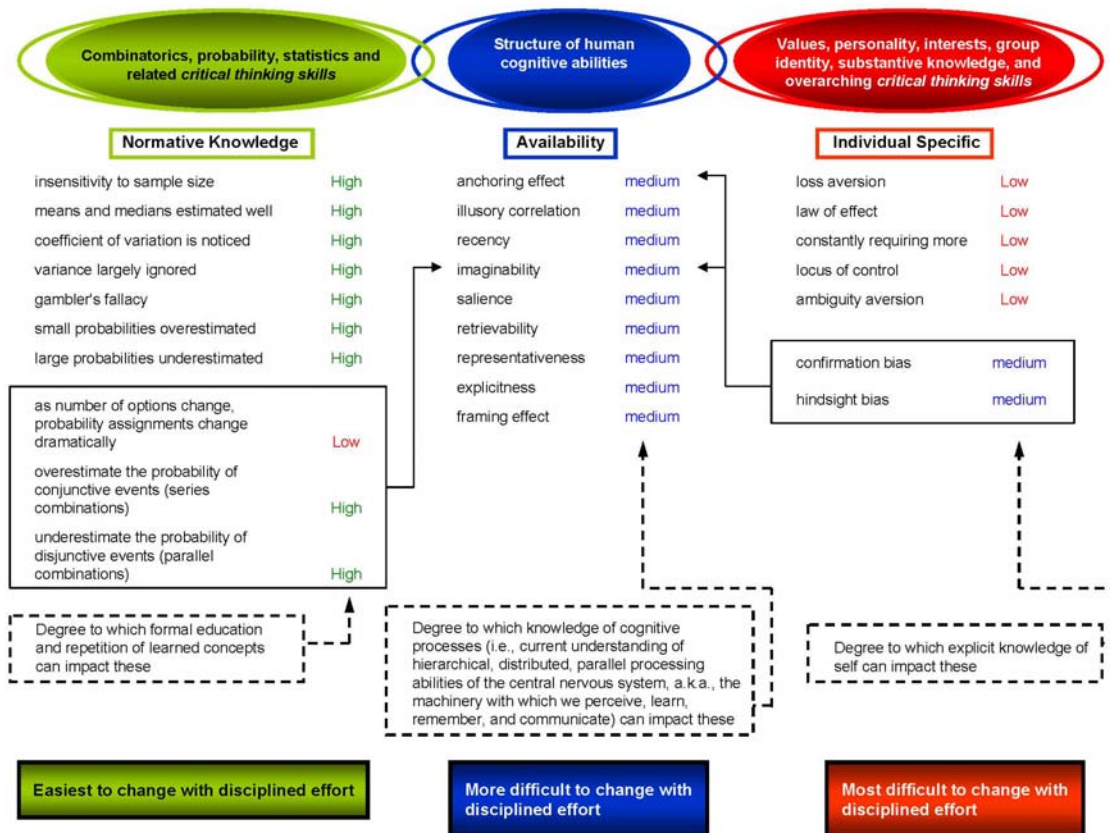 Combinatorics, probability, statistics and
related critical thinking skills
Structure of human
cognitive abilities
Values, personality, interests, group
identity, substantive knowledge, and
overarching critical thinking skills
Normative Knowledge
insensitivity to sample size High
means and medians estimated well High
coefficient of variation is noticed High
variance largely ignored High
gambler's fallacy High
small probabilities overestimated High
large probabilities underestimated High
as number of options change,
probability assignments change
dramatically Low
overestimate the probability of
conjunctive events (series
combinations) High
underestimate the probability of
disjunctive events (parallel
combinations) High
Degree to which formal education
and repetition of learned concepts
can impact these
Availability
anchoring effect medium
illusory correlation medium
recency medium
imaginability medium
salience medium
retrievability medium
representativeness medium
explicitness medium
framing effect medium
Degree to which knowledge of cognitive
processes (i.e., current understanding of
hierarchical, distributed, parallel processing
abilities of the central nervous system, a.k.a., the
machinery with which we perceive, learn,
remember, and communicate) can impact these
Individual Specific
loss aversion Low
law of effect Low
constantly requiring more Low
locus of control Low
ambiguity aversion Low
confirmation bias medium
hindsight bias medium
Degree to which explicit knowledge of
self can impact these
Easiest to change with disciplined effort
More difficult to change with
disciplined effort
Most difficult to change with
disciplined effort